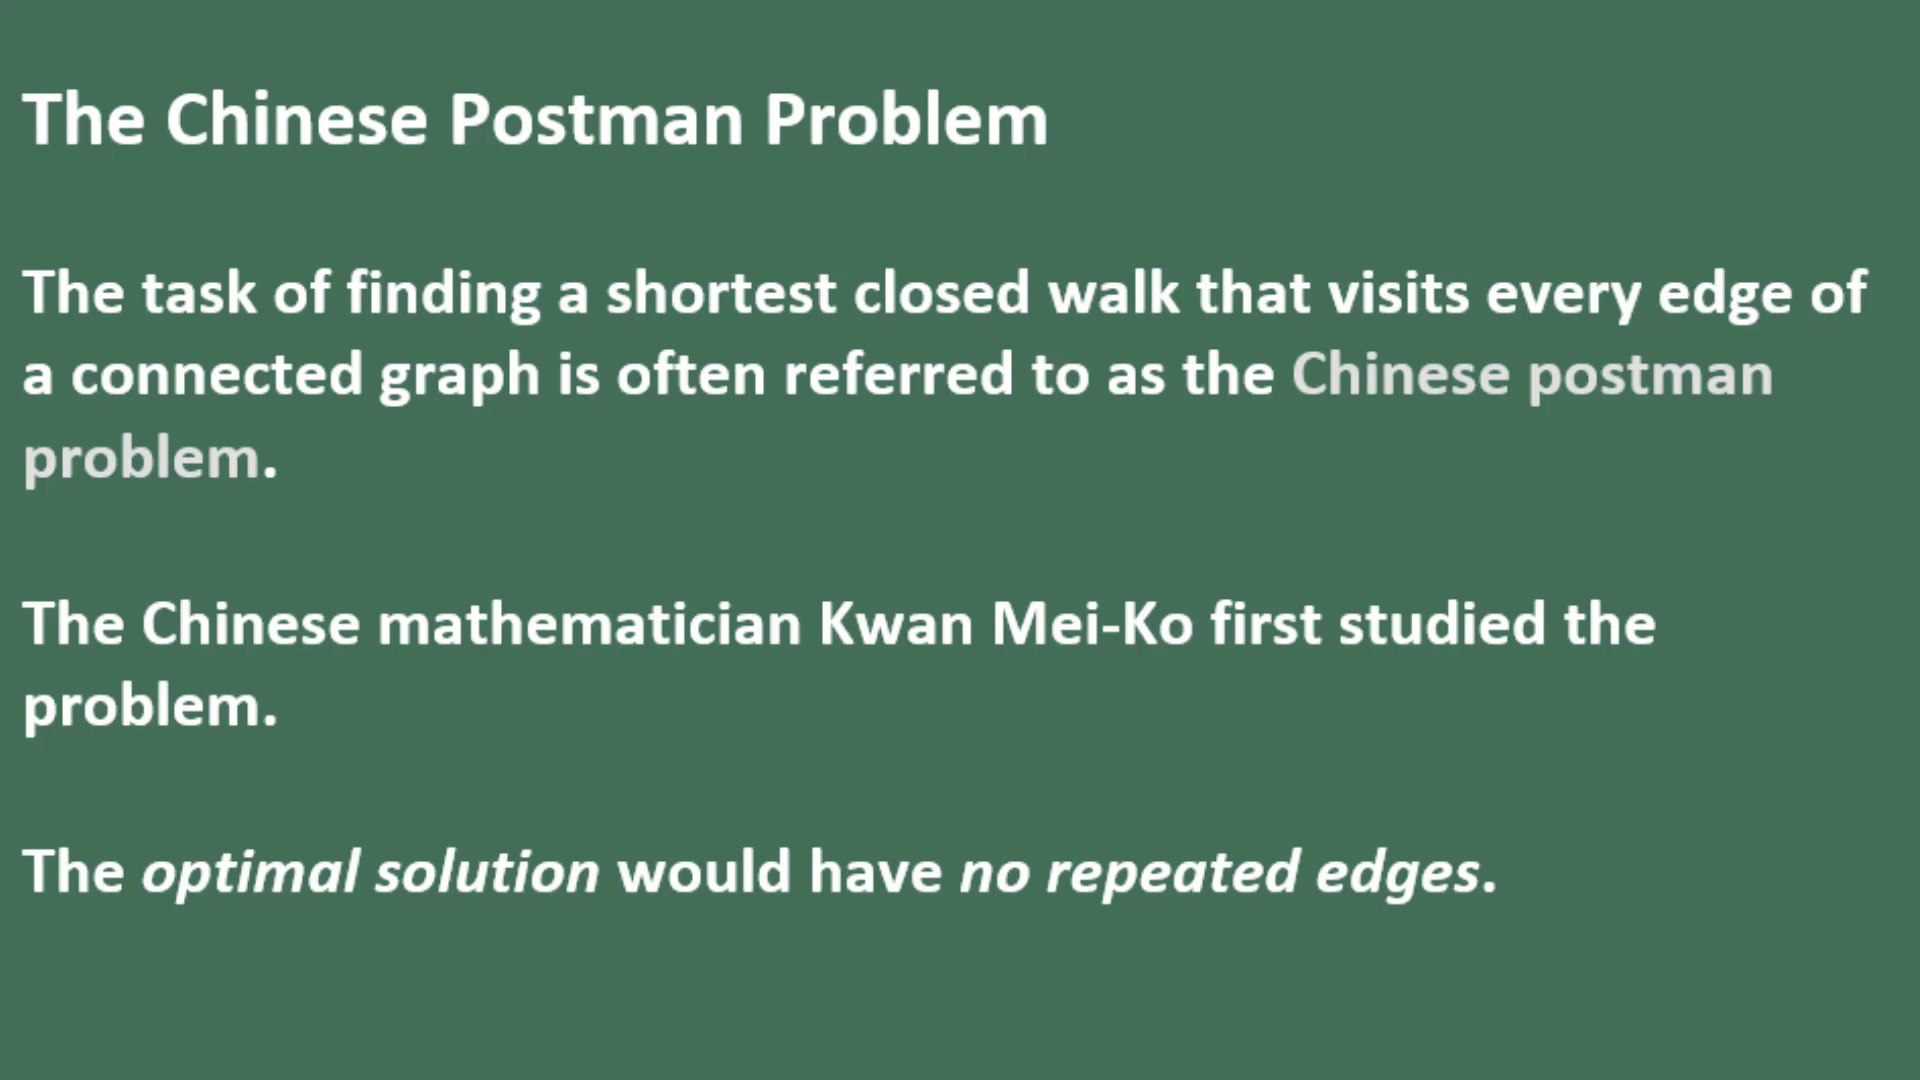 The Chinese Postman Problem
The task of finding a shortest closed walk that visits every edge of
a connected graph is often referred to as the Chinese postman
problem.
The Chinese mathematician Kwan Mei-Ko first studied the
problem.
The optimal solution would have no repeated edges.